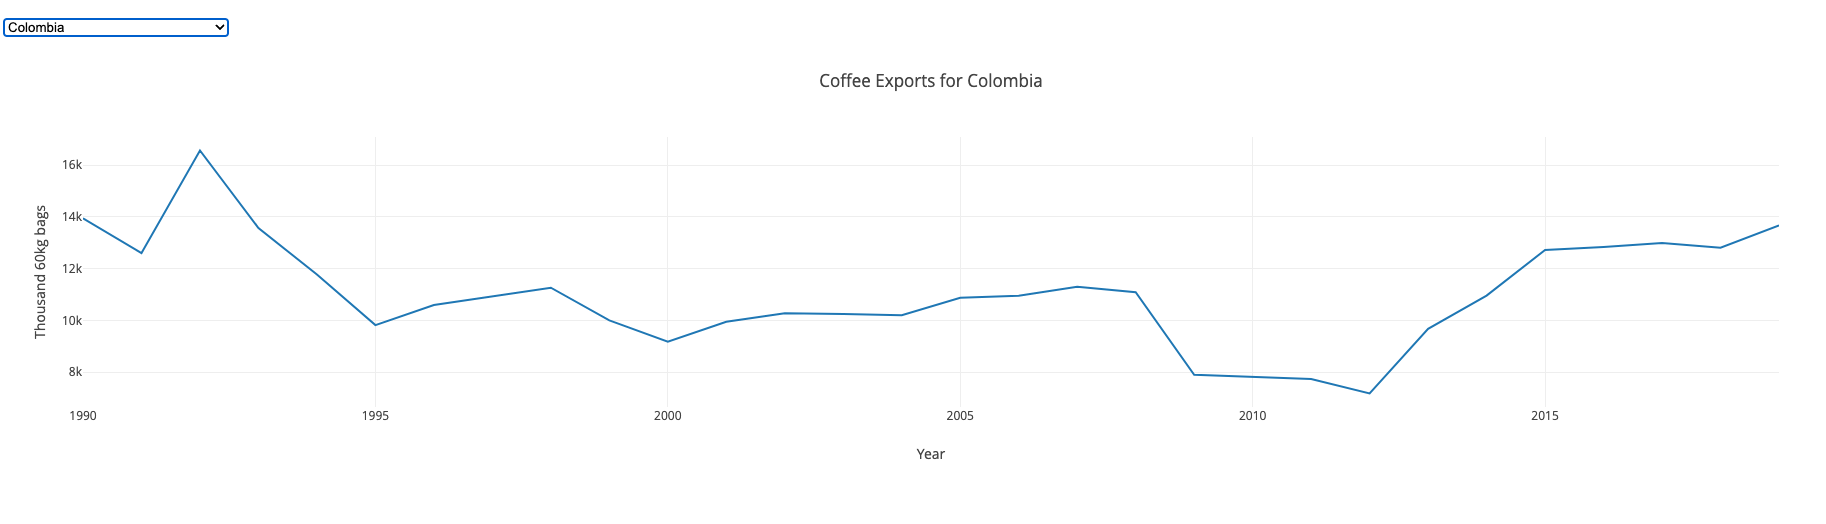 Colombia
Coffee Exports for Colombia
16k
14k
12k
10k
8k
Thousand 60kg bags
1990 1995 2000 2005 2010 2015
Year